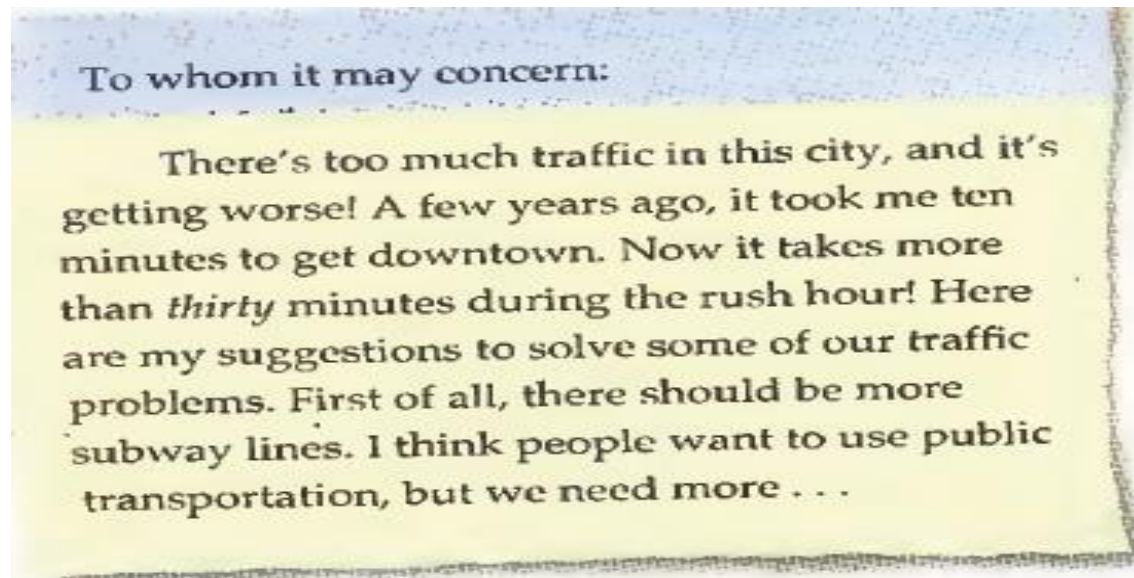 To whom it may concern:
There's too much traffic in this city, and it's
getting worse! A few years ago, it took me ten
minutes to get downtown. Now it takes more
than thirty minutes during the rush hour! Here
are my suggestions to solve some of our traffic
problems. First of all, there should be more
subway lines. I think people want to use public
transportation, but we need more . . .